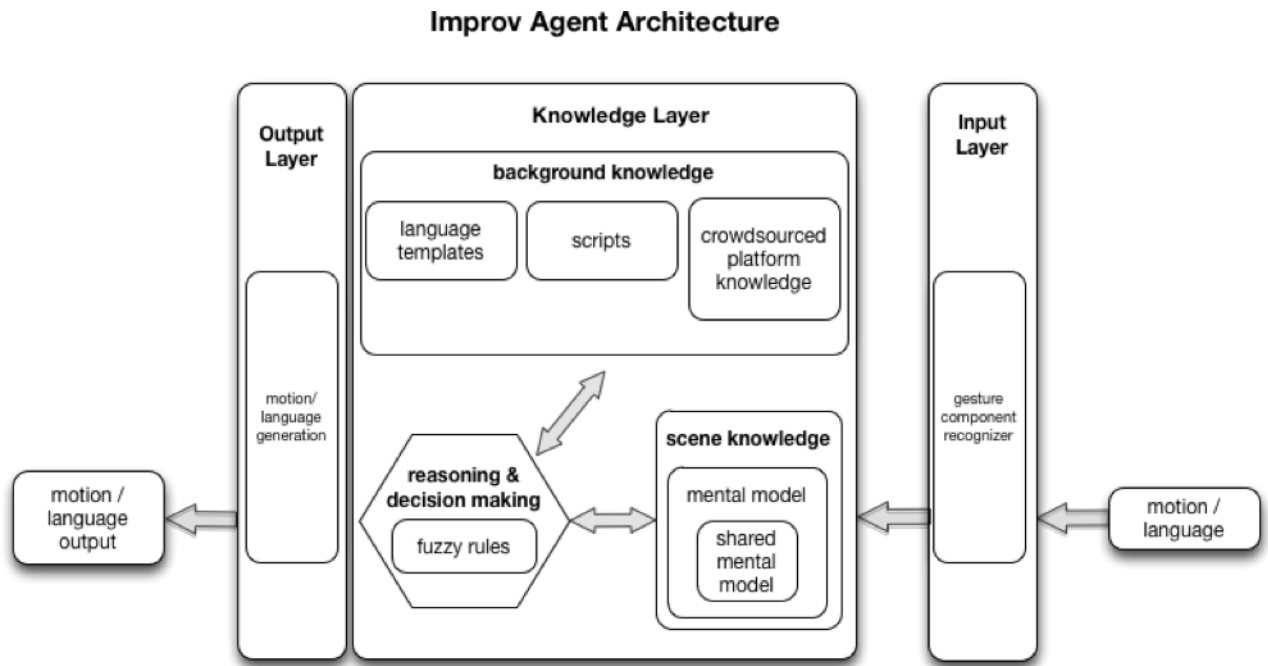 Improv Agent Architecture
Output
Layer
motion/
language
generation
motion /
language
output
Knowledge Layer
background knowledge
language
templates
scripts
crowdsourced
platform
knowledge
reasoning &
decision making
fuzzy rules
scene knowledge
mental model
shared
mental
model
Input
Layer
gesture
component
recognizer
motion /
language